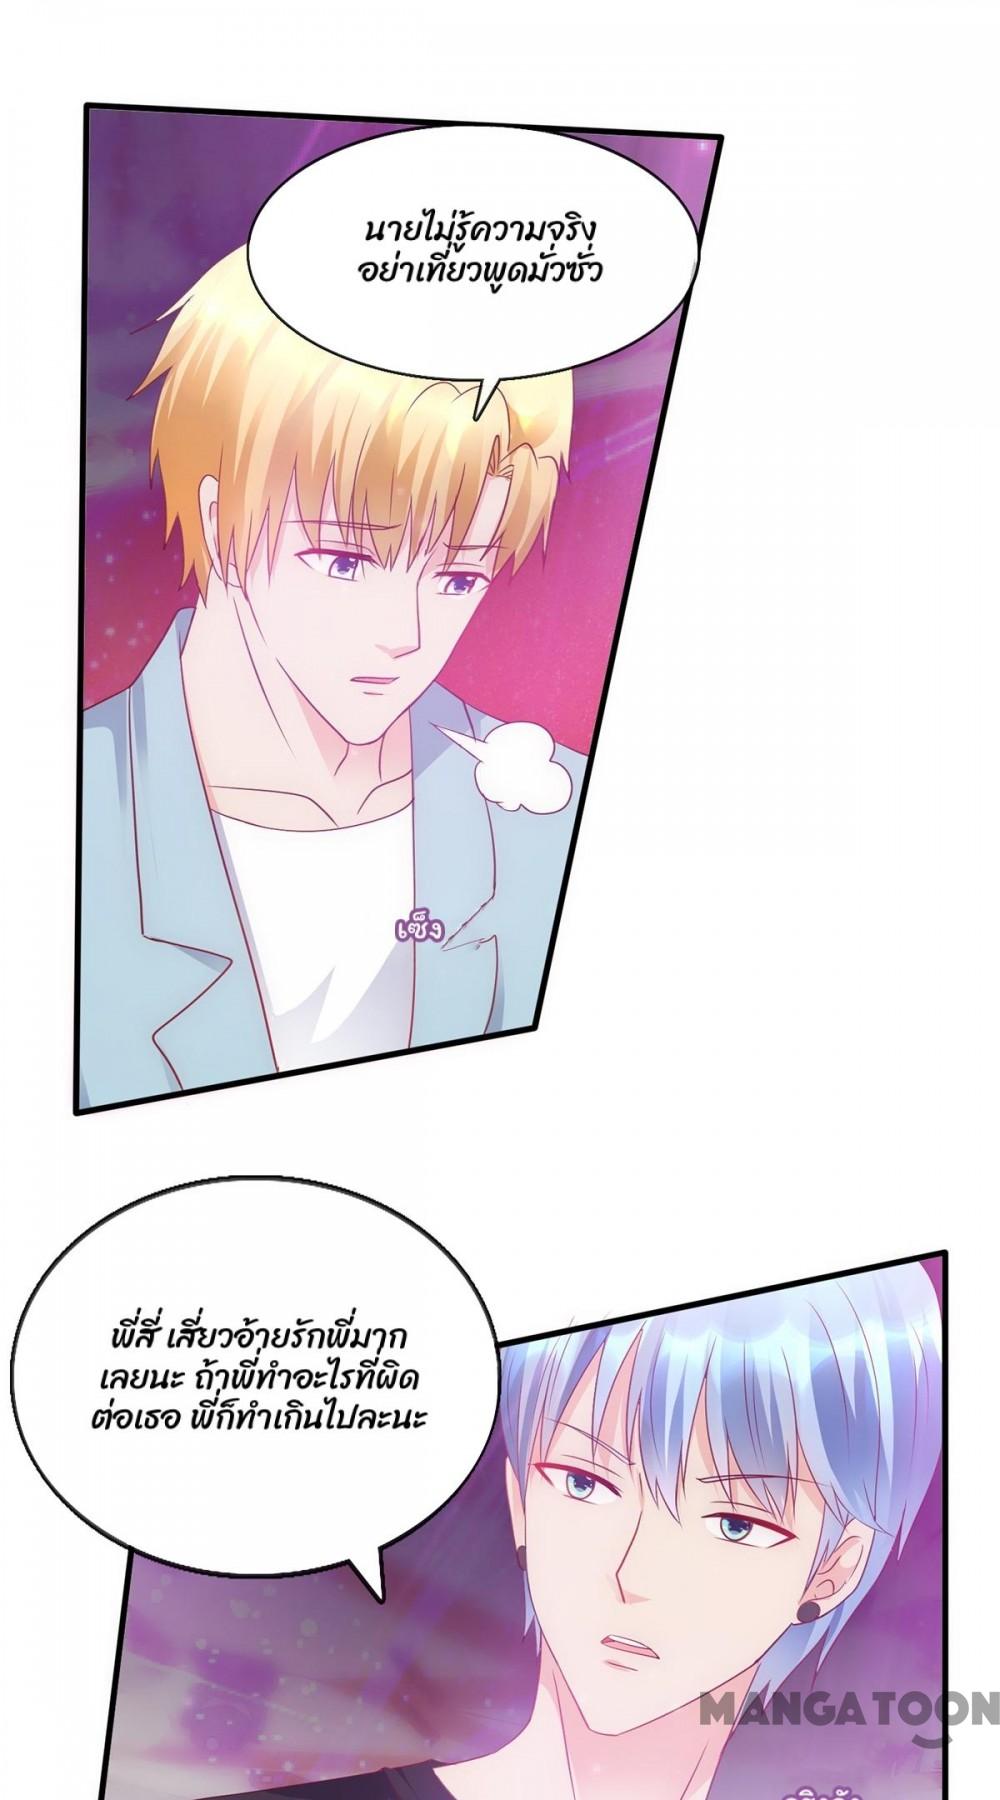 นายไม่รู้ความจริง
อย่าเที่ยวพูดมั่วซั่ว
เซ็ง
พี่สี่ เสี่ยวอ้ายรักพี่มาก
เลยนะ ถ้าพี่ทำอะไรที่ผิด
ต่อเธอ พี่ก็ทำเกินไปละนะ
MANGATOON